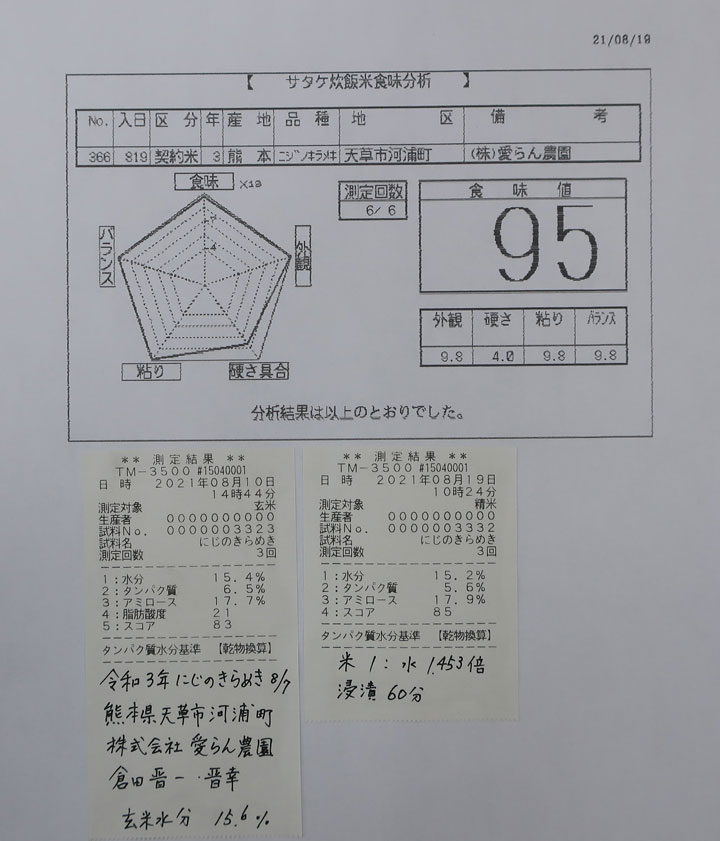 21/08/19
【 サタケ炊飯米食味分析 】
No. 入日 区分 年 産地 品種 地区 備考
366 819 契約米 3 熊本 ニジノキラメキ 天草市河浦町 (株)愛らん農園
食味 ×10
バランス
外観
粘り
硬さ具合
測定回数
6/ 6
食味値
95
外観 硬さ 粘り バランス
9.8 4.0 9.8 9.8
分析結果は以上のとおりでした。
** 測定結果 **
TM-3500 #15040001
日 時 2021年08月10日
14時44分
測定対象 玄米
生産者 0000000000
試料No. 0000003323
試料名 にじのきらめき
測定回数 3回
1:水分 15.4%
2:タンパク質 6.5%
3:アミロース 17.7%
4:脂肪酸度 21
5:スコア 83
タンパク質水分基準 【乾物換算】
令和3年にじのきらめき 8/7
熊本県天草市河浦町
株式会社 愛らん農園
倉田晋一・晋幸
玄米水分 15.6%
** 測定結果 **
TM-3500 #15040001
日 時 2021年08月19日
10時24分
測定対象 精米
生産者 0000000000
試料No. 0000003332
試料名 にじのきらめき
測定回数 3回
1:水分 15.2%
2:タンパク質 5.6%
3:アミロース 17.9%
4:スコア 85
タンパク質水分基準 【乾物換算】
米 1:水 1.453倍
浸漬 60分